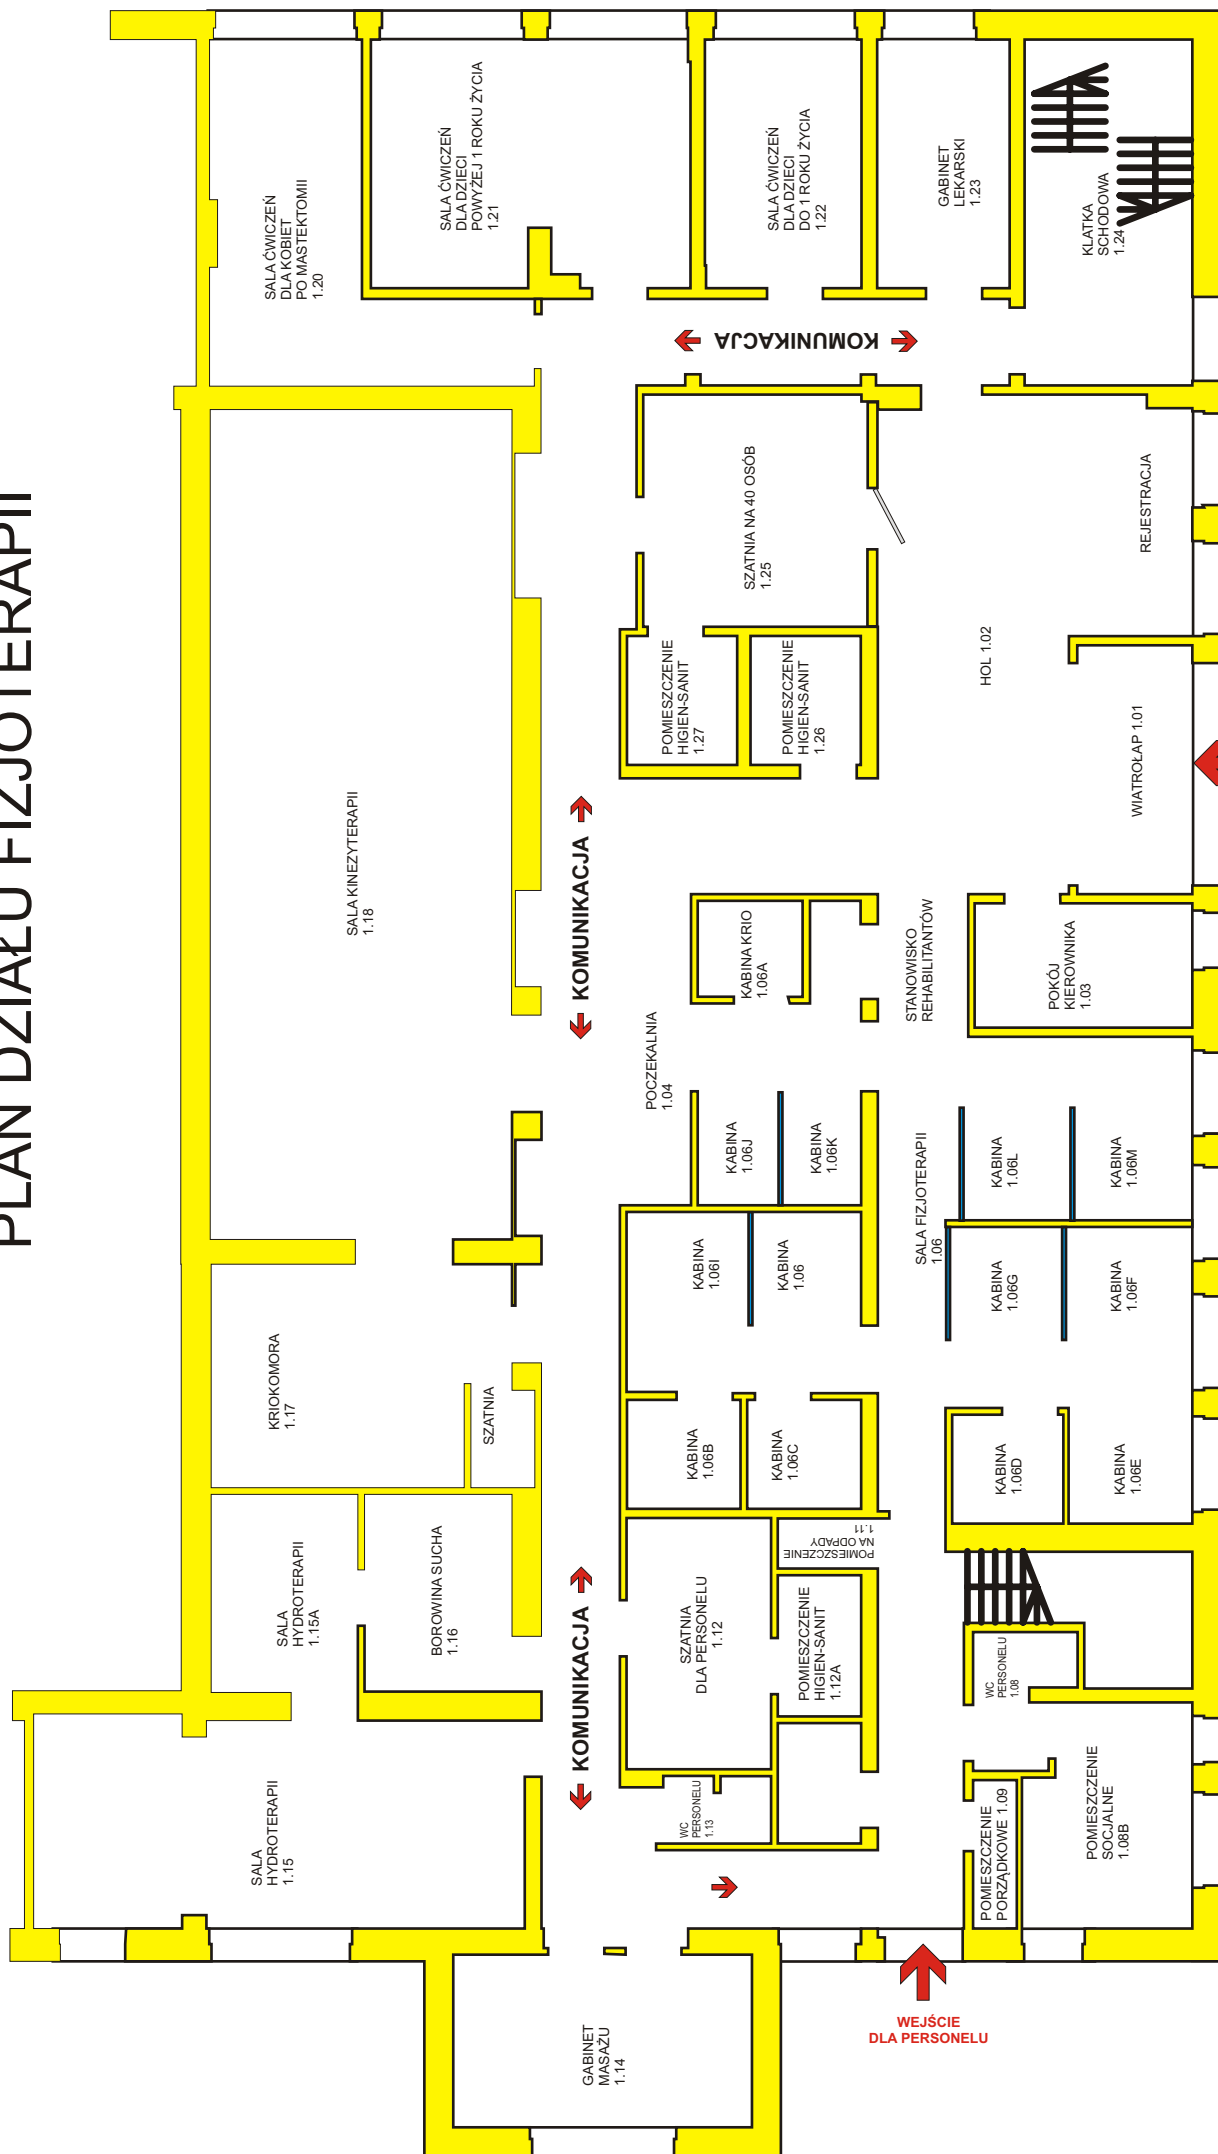 PLAN DZIAŁU FIZJOTERAPII
SALA
HYDROTERAPII
1.15
SALA
HYDROTERAPII
1.15A
BOROWINA SUCHA
1.16
KRIOKOMORA
1.17
SZATNIA
SALA KINEZYTERAPII
1.18
SALA ĆWICZEŃ
DLA KOBIET
PO MASTEKTOMII
1.20
SALA ĆWICZEŃ
DLA DZIECI
POWYŻEJ 1 ROKU ŻYCIA
1.21
SALA ĆWICZEŃ
DLA DZIECI
DO 1 ROKU ŻYCIA
1.22
GABINET
LEKARSKI
1.23
KLATKA
SCHODOWA
1.24
KOMUNIKACJA
KOMUNIKACJA
KOMUNIKACJA
GABINET
MASAŻU
1.14
WC
PERSONELU
1.13
SZATNIA
DLA PERSONELU
1.12
POMIESZCZENIE
HIGIEN-SANIT
1.12A
POMIESZCZENIE
NA ODPADY
1.11
KABINA
1.06B
KABINA
1.06C
KABINA
1.06I
KABINA
1.06
KABINA
1.06J
KABINA
1.06K
POCZEKALNIA
1.04
KABINA KRIO
1.06A
POMIESZCZENIE
HIGIEN-SANIT
1.27
POMIESZCZENIE
HIGIEN-SANIT
1.26
SZATNIA NA 40 OSÓB
1.25
STANOWISKO
REHABILITANTÓW
SALA FIZJOTERAPII
1.06
HOL 1.02
REJESTRACJA
WIATROŁAP 1.01
POKÓJ
KIEROWNIKA
1.03
KABINA
1.06L
KABINA
1.06M
KABINA
1.06G
KABINA
1.06F
KABINA
1.06D
KABINA
1.06E
WC
PERSONELU
1.08
POMIESZCZENIE
PORZĄDKOWE 1.09
POMIESZCZENIE
SOCJALNE
1.08B
WEJŚCIE
DLA PERSONELU